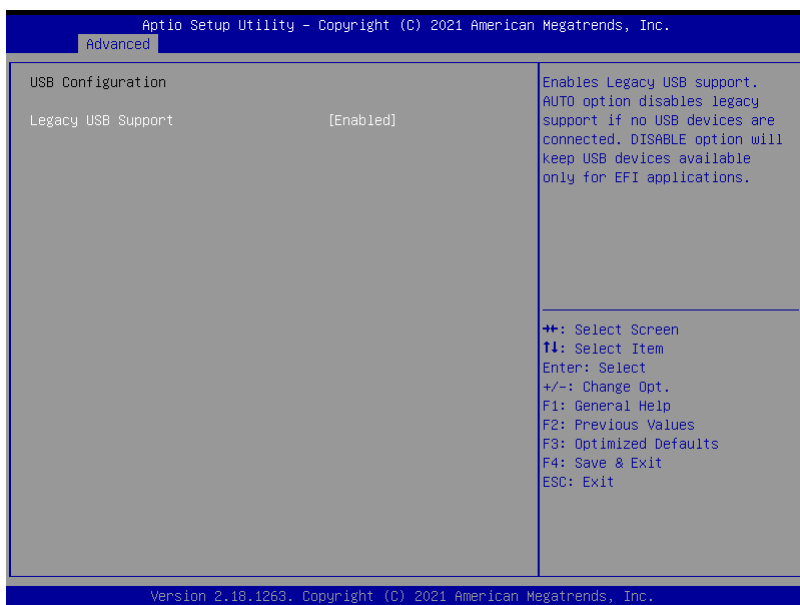 Aptio Setup Utility – Copyright (C) 2021 American Megatrends, Inc.
Advanced
USB Configuration
Legacy USB Support [Enabled]
Enables Legacy USB support.
AUTO option disables legacy
support if no USB devices are
connected. DISABLE option will
keep USB devices available
only for EFI applications.
→←: Select Screen
↑↓: Select Item
Enter: Select
+/-: Change Opt.
F1: General Help
F2: Previous Values
F3: Optimized Defaults
F4: Save & Exit
ESC: Exit
Version 2.18.1263. Copyright (C) 2021 American Megatrends, Inc.